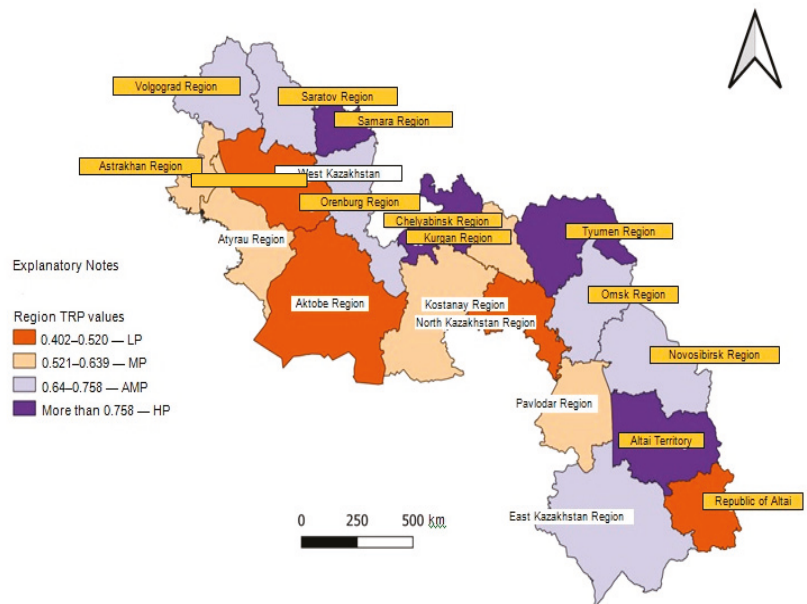 Volgograd Region
Saratov Region
Samara Region
Astrakhan Region
West Kazakhstan
Orenburg Region
Chelyabinsk Region
Kurgan Region
Tyumen Region
Atyrau Region
Explanatory Notes
Aktobe Region
Kostanay Region
Omsk Region
North Kazakhstan Region
Region TRP values
0.402–0.520 — LP
0.521–0.639 — MP
0.64–0.758 — AMP
More than 0.758 — HP
Novosibirsk Region
Pavlodar Region
Altai Territory
Republic of Altai
East Kazakhstan Region
0 250 500 km